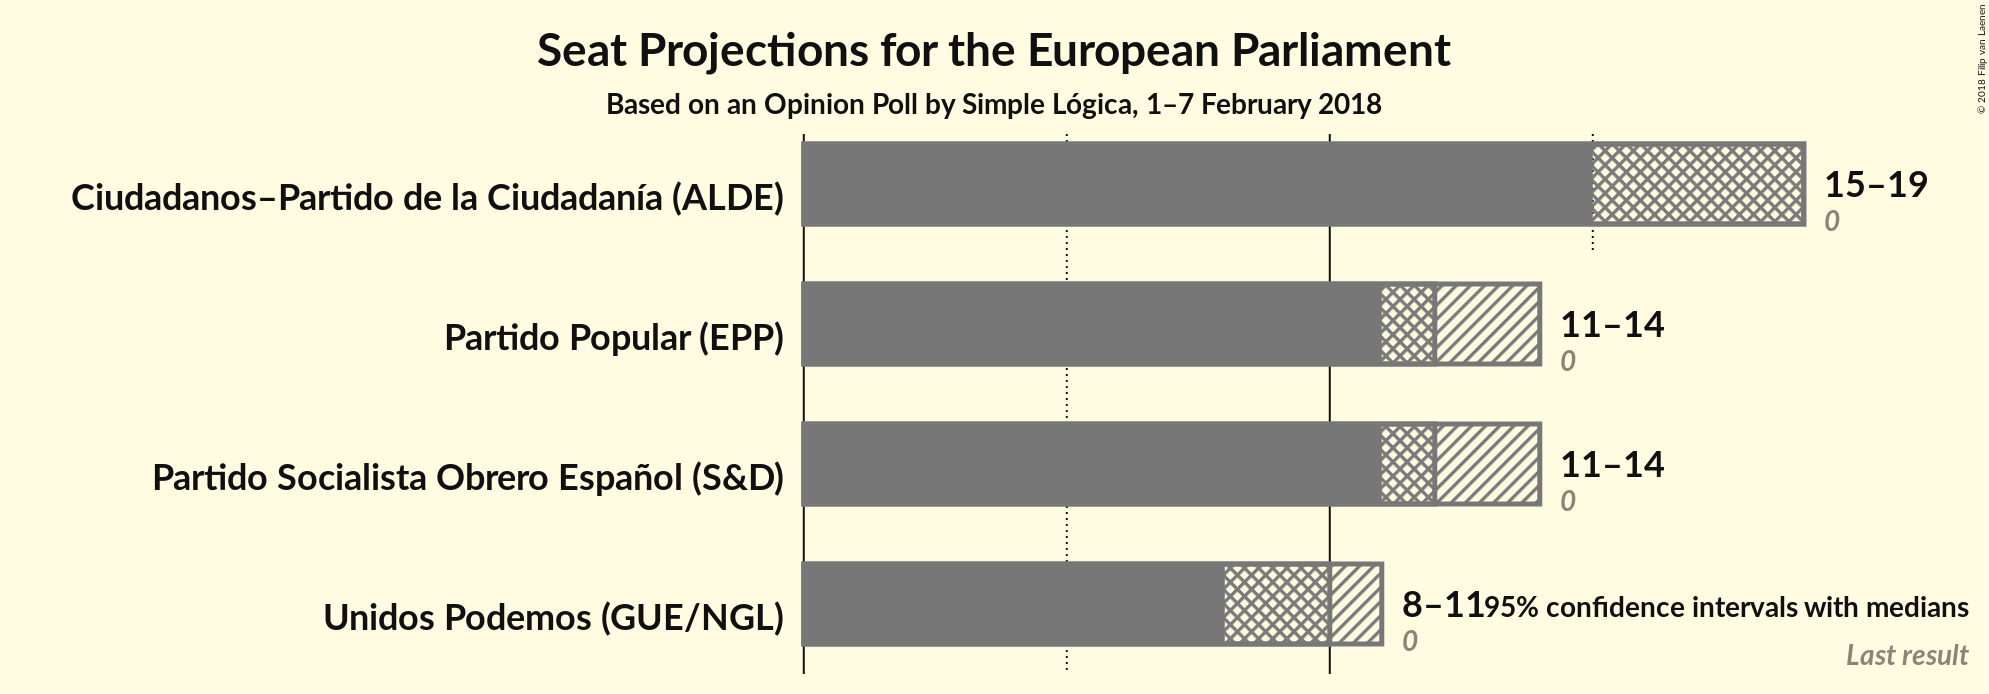 Seat Projections for the European Parliament
Based on an Opinion Poll by Simple Lógica, 1–7 February 2018
© 2018 Filip van Laenen
Ciudadanos–Partido de la Ciudadanía (ALDE)
15–19
0
Partido Popular (EPP)
11–14
0
Partido Socialista Obrero Español (S&D)
11–14
0
Unidos Podemos (GUE/NGL)
8–11
0
95% confidence intervals with medians
Last result